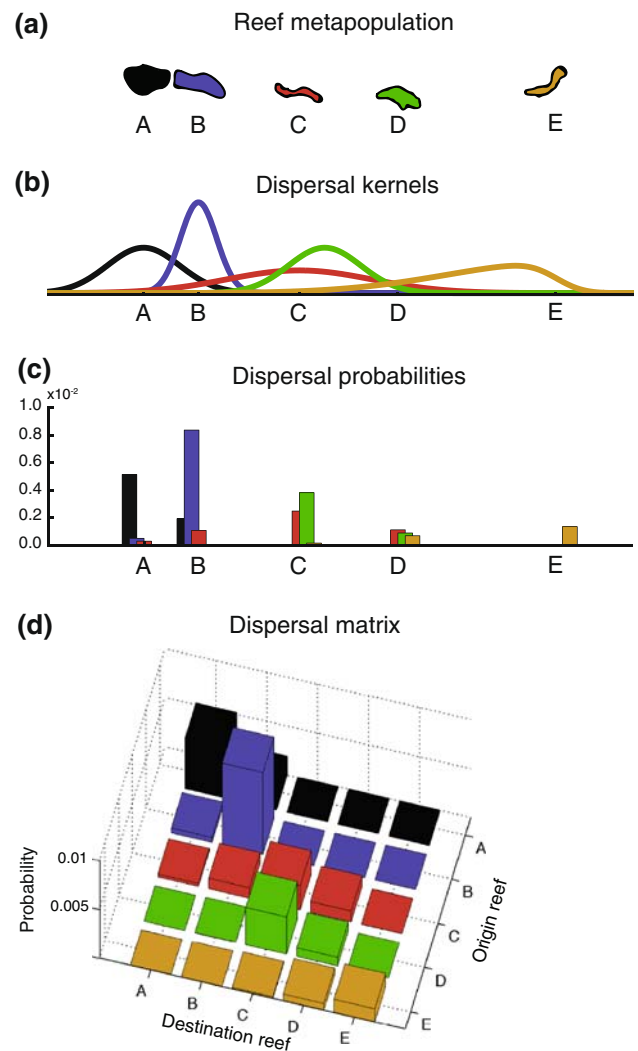 (a) Reef metapopulation
A B C D E
(b) Dispersal kernels
A B C D E
(c) Dispersal probabilities
x10-2
1.0
0.8
0.6
0.4
0.2
0.0
A B C D E
(d) Dispersal matrix
Probability
0.01
0.005
A B C D E
Destination reef
A B C D E
Origin reef